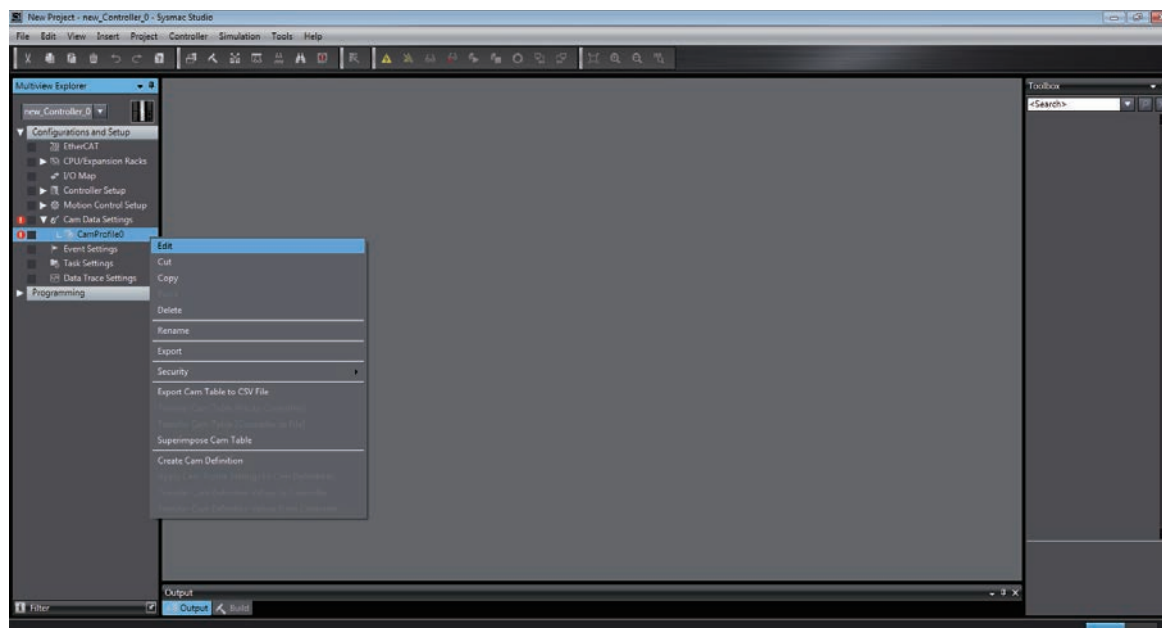 New Project - new_Controller_0 - Sysmac Studio
File Edit View Insert Project Controller Simulation Tools Help
Multiview Explorer
Toolbox
new_Controller_0
<Search>
Configurations and Setup
EtherCAT
CPU/Expansion Racks
I/O Map
Controller Setup
Motion Control Setup
Cam Data Settings
CamProfile0
Event Settings
Task Settings
Data Trace Settings
Programming
Edit
Cut
Copy
Delete
Rename
Export
Security
Export Cam Table to CSV File
Superimpose Cam Table
Create Cam Definition
Output
Filter
Output Build